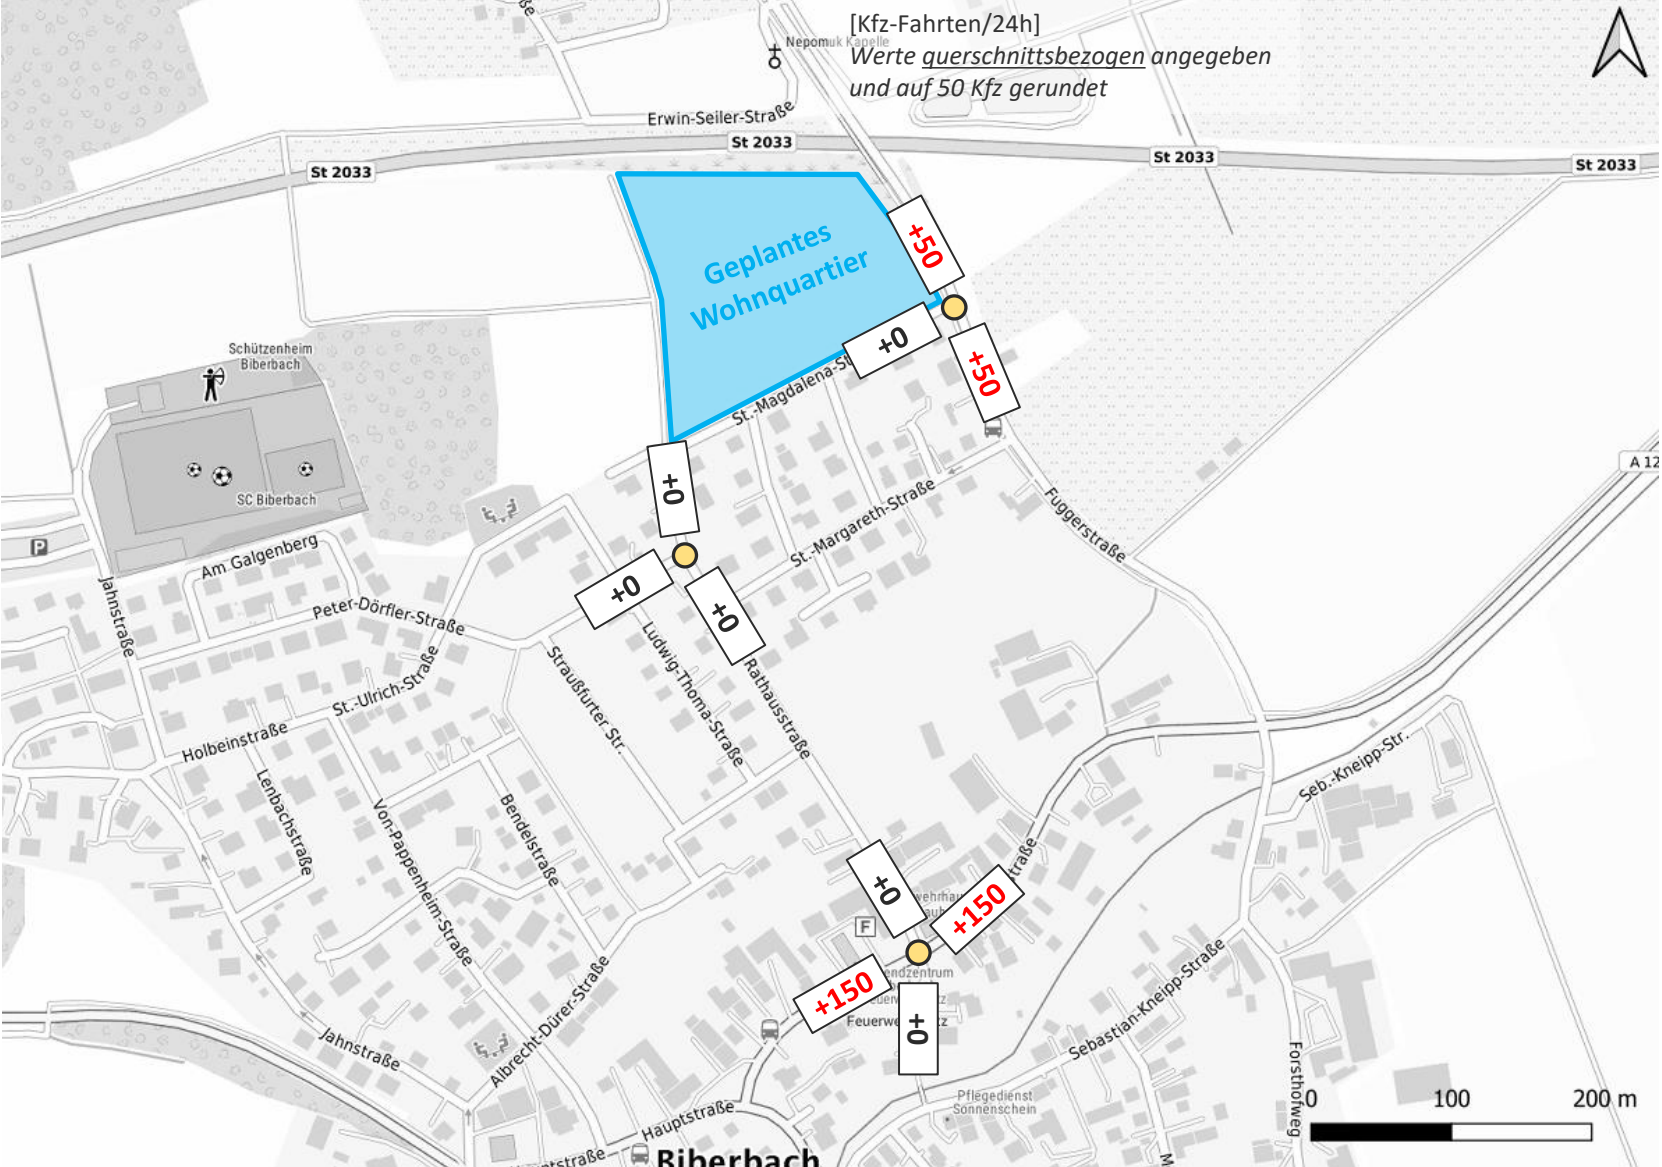 [Kfz-Fahrten/24h]
Werte querschnittsbezogen angegeben
und auf 50 Kfz gerundet
Nepomuk Kapelle
Erwin-Seiler-Straße
St 2033
St 2033
St 2033
St 2033
Geplantes
Wohnquartier
+50
+0
+50
Schützenheim
Biberbach
SC Biberbach
St.-Magdalena-St
+0
P
Am Galgenberg
St.-Margareth-Straße
Fuggerstraße
A 12
Jahnstraße
Peter-Dörfler-Straße
+0
+0
Ludwig-Thoma-Straße
Rathausstraße
Straußfurter Str.
St.-Ulrich-Straße
Holbeinstraße
Lenbachstraße
Von-Pappenheim-Straße
Bendelstraße
Seb.-Kneipp-Str.
straße
+0
+150
F
+150
endzentrum
Feuerwe
+0
Albrecht-Dürer-Straße
Jahnstraße
Sebastian-Kneipp-Straße
Forsthofweg
Pflegedienst
Sonnenschein
Hauptstraße
Biberbach
0 100 200 m